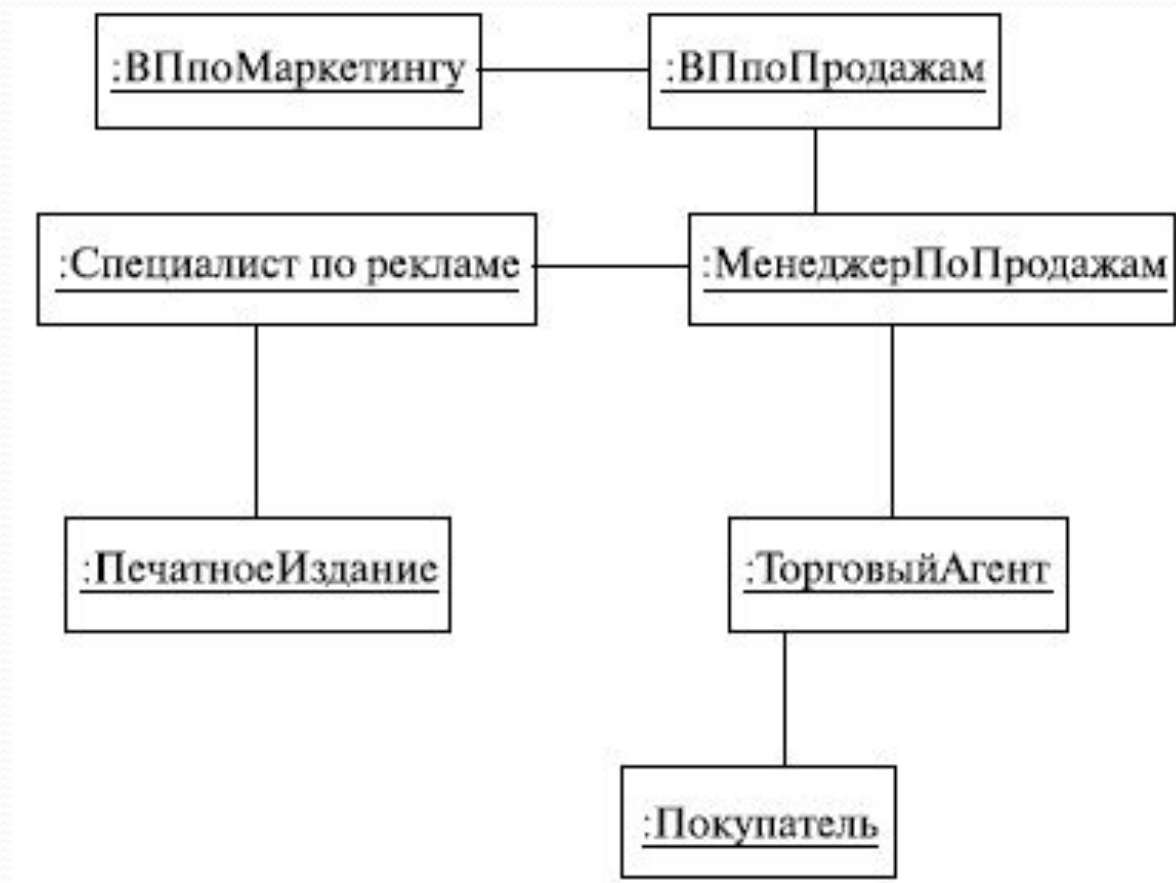 :ВПпоМаркетингу
:ВПпоПродажам
:Специалист по рекламе
:МенеджерПоПродажам
:ПечатноеИздание
:ТорговыйАгент
:Покупатель